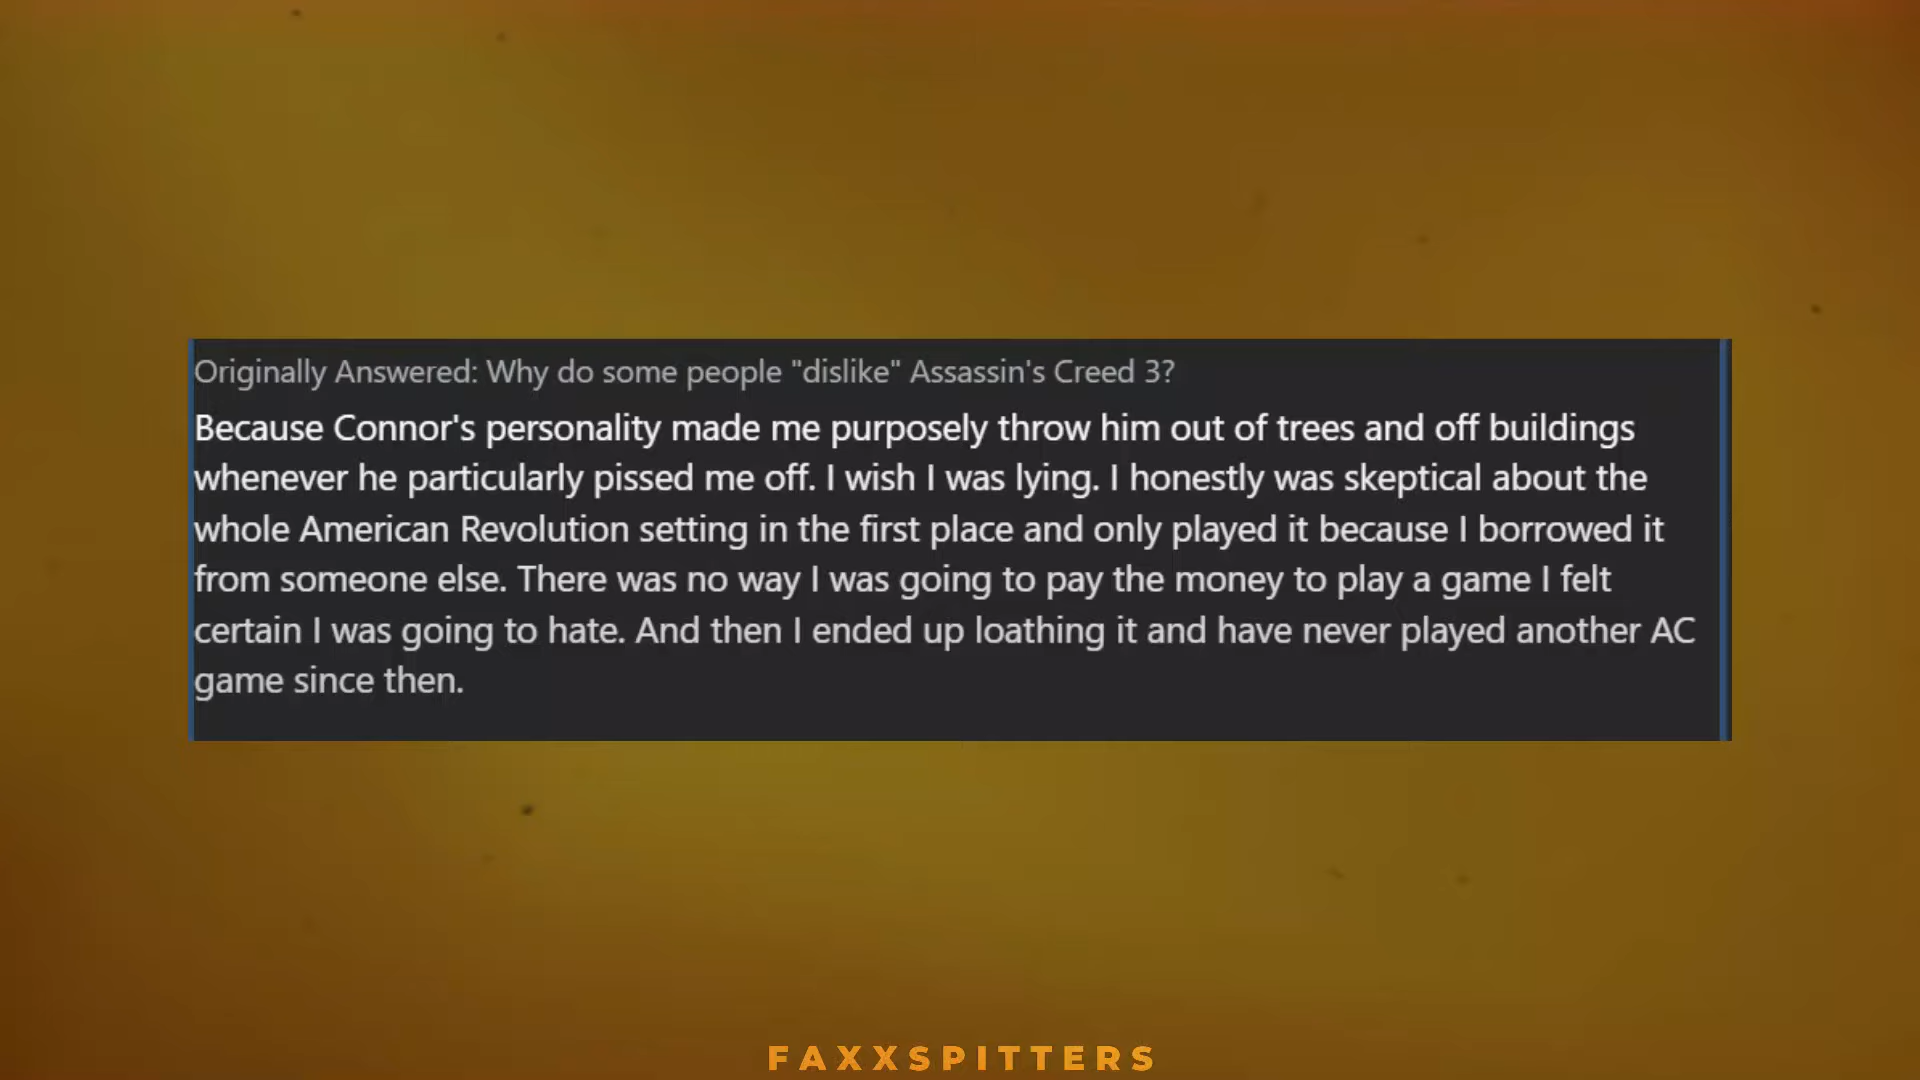 Originally Answered: Why do some people "dislike" Assassin's Creed 3?
Because Connor's personality made me purposely throw him out of trees and off buildings
whenever he particularly pissed me off. I wish I was lying. I honestly was skeptical about the
whole American Revolution setting in the first place and only played it because I borrowed it
from someone else. There was no way I was going to pay the money to play a game I felt
certain I was going to hate. And then I ended up loathing it and have never played another AC
game since then.
FAXXSPITTERS